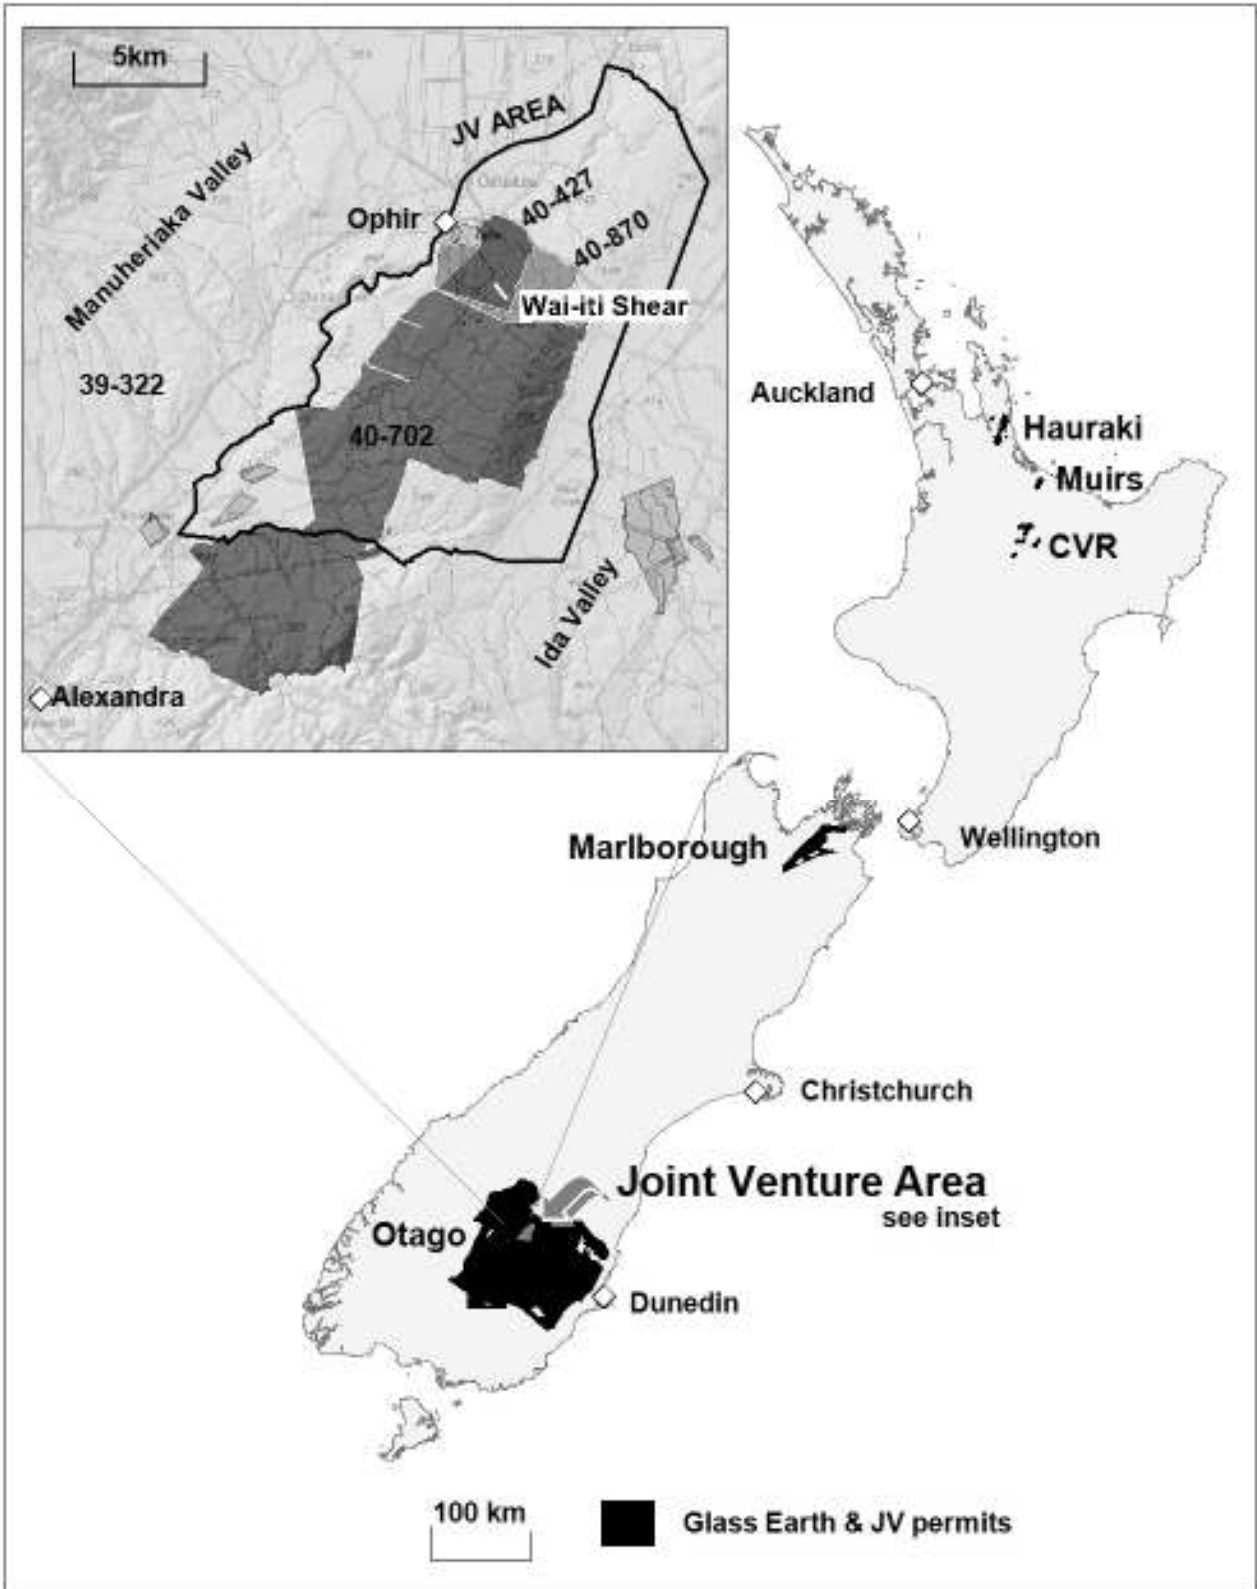 5km
JV AREA
Manuheriaka Valley
40-427
Ophir
40-870
Wai-iti Shear
39-322
40-702
Ida Valley
Alexandra
Auckland
Hauraki
Muirs
CVR
Marlborough
Wellington
Christchurch
Joint Venture Area
see inset
Otago
Dunedin
100 km
Glass Earth & JV permits